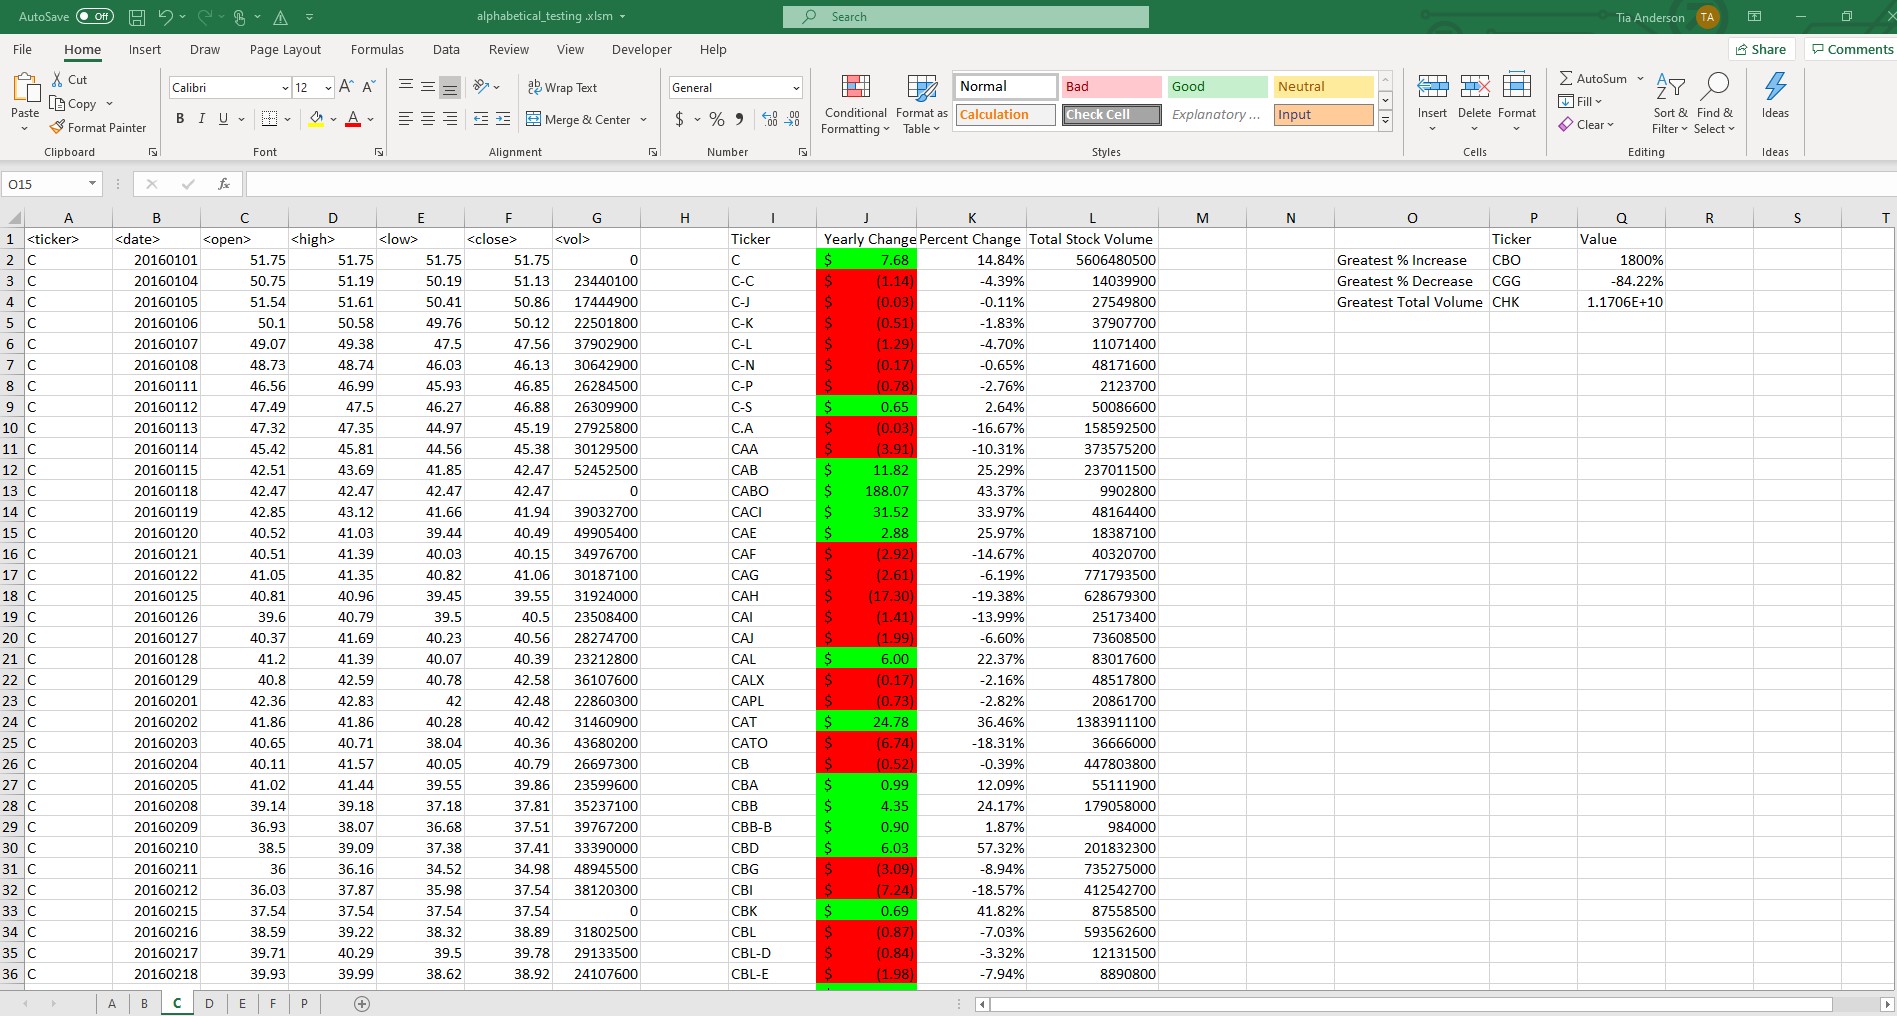 AutoSave Off alphabetical_testing .xlsm Search Tia Anderson TA
File Home Insert Draw Page Layout Formulas Data Review View Developer Help Share Comments
Paste Cut Copy Format Painter
Calibri 12 A A Wrap Text General Conditional Formatting Format as Table Normal Bad Good Neutral Insert Delete Format AutoSum Fill Clear Sort & Filter Find & Select Ideas
B I U A Merge & Center $ % Calculation Check Cell Explanatory ... Input
Clipboard Font Alignment Number Styles Cells Editing Ideas
O15 fx
A B C D E F G H I J K L M N O P Q R S T
1 <ticker> <date> <open> <high> <low> <close> <vol> Ticker Yearly Change Percent Change Total Stock Volume Ticker Value
2 C 20160101 51.75 51.75 51.75 51.75 0 C $ 7.68 14.84% 5606480500 Greatest % Increase CBO 1800%
3 C 20160104 50.75 51.19 50.19 51.13 23440100 C-C $ (1.14) -4.39% 14039900 Greatest % Decrease CGG -84.22%
4 C 20160105 51.54 51.61 50.41 50.86 17444900 C-J $ (0.03) -0.11% 27549800 Greatest Total Volume CHK 1.1706E+10
5 C 20160106 50.1 50.58 49.76 50.12 22501800 C-K $ (0.51) -1.83% 37907700
6 C 20160107 49.07 49.38 47.5 47.56 37902900 C-L $ (1.29) -4.70% 11071400
7 C 20160108 48.73 48.74 46.03 46.13 30642900 C-N $ (0.17) -0.65% 48171600
8 C 20160111 46.56 46.99 45.93 46.85 26284500 C-P $ (0.78) -2.76% 2123700
9 C 20160112 47.49 47.5 46.27 46.88 26309900 C-S $ 0.65 2.64% 50086600
10 C 20160113 47.32 47.35 44.97 45.19 27925800 C.A $ (0.03) -16.67% 158592500
11 C 20160114 45.42 45.81 44.56 45.38 30129500 CAA $ (3.91) -10.31% 373575200
12 C 20160115 42.51 43.69 41.85 42.47 52452500 CAB $ 11.82 25.29% 237011500
13 C 20160118 42.47 42.47 42.47 42.47 0 CABO $ 188.07 43.37% 9902800
14 C 20160119 42.85 43.12 41.66 41.94 39032700 CACI $ 31.52 33.97% 48164400
15 C 20160120 40.52 41.03 39.44 40.49 49905400 CAE $ 2.88 25.97% 18387100
16 C 20160121 40.51 41.39 40.03 40.15 34976700 CAF $ (2.92) -14.67% 40320700
17 C 20160122 41.05 41.35 40.82 41.06 30187100 CAG $ (2.61) -6.19% 771793500
18 C 20160125 40.81 40.96 39.45 39.55 31924000 CAH $ (17.30) -19.38% 628679300
19 C 20160126 39.6 40.79 39.5 40.5 23508400 CAI $ (1.41) -13.99% 25173400
20 C 20160127 40.37 41.69 40.23 40.56 28274700 CAJ $ (1.99) -6.60% 73608500
21 C 20160128 41.2 41.39 40.07 40.39 23212800 CAL $ 6.00 22.37% 83017600
22 C 20160129 40.8 42.59 40.78 42.58 36107600 CALX $ (0.17) -2.16% 48517800
23 C 20160201 42.36 42.83 42 42.48 22860300 CAPL $ (0.73) -2.82% 20861700
24 C 20160202 41.86 41.86 40.28 40.42 31460900 CAT $ 24.78 36.46% 1383911100
25 C 20160203 40.65 40.71 38.04 40.36 43680200 CATO $ (6.74) -18.31% 36666000
26 C 20160204 40.11 41.57 40.05 40.79 26697300 CB $ (0.52) -0.39% 447803800
27 C 20160205 41.02 41.44 39.55 39.86 23599600 CBA $ 0.99 12.09% 55111900
28 C 20160208 39.14 39.18 37.18 37.81 35237100 CBB $ 4.35 24.17% 179058000
29 C 20160209 36.93 38.07 36.68 37.51 39767200 CBB-B $ 0.90 1.87% 984000
30 C 20160210 38.5 39.09 37.38 37.41 33390000 CBD $ 6.03 57.32% 201832300
31 C 20160211 36 36.16 34.52 34.98 48945500 CBG $ (3.09) -8.94% 735275000
32 C 20160212 36.03 37.87 35.98 37.54 38120300 CBI $ (7.24) -18.57% 412542700
33 C 20160215 37.54 37.54 37.54 37.54 0 CBK $ 0.69 41.82% 87558500
34 C 20160216 38.59 39.22 38.32 38.89 31802500 CBL $ (0.87) -7.03% 593562600
35 C 20160217 39.71 40.29 39.5 39.78 29133500 CBL-D $ (0.84) -3.32% 12131500
36 C 20160218 39.93 39.99 38.62 38.92 24107600 CBL-E $ (1.98) -7.94% 8890800
A B C D E F P